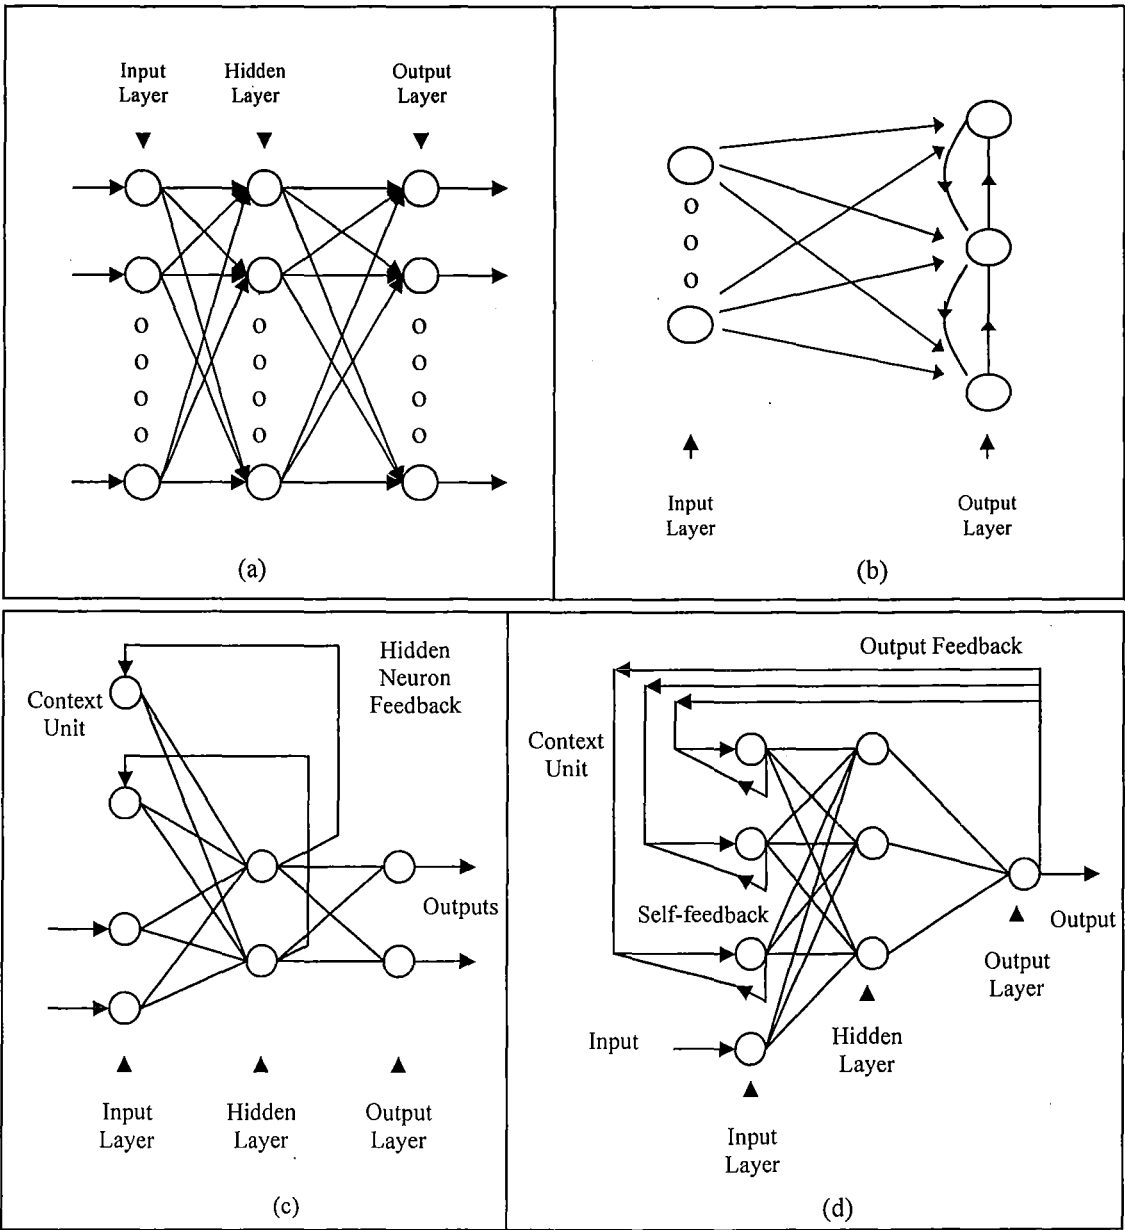 Input
Layer
Hidden
Layer
Output
Layer
(a)
Input
Layer
Output
Layer
(b)
Hidden
Neuron
Feedback
Context
Unit
Outputs
Input
Layer
Hidden
Layer
Output
Layer
(c)
Output Feedback
Context
Unit
Self-feedback
Output
Output
Layer
Input
Hidden
Layer
Input
Layer
(d)